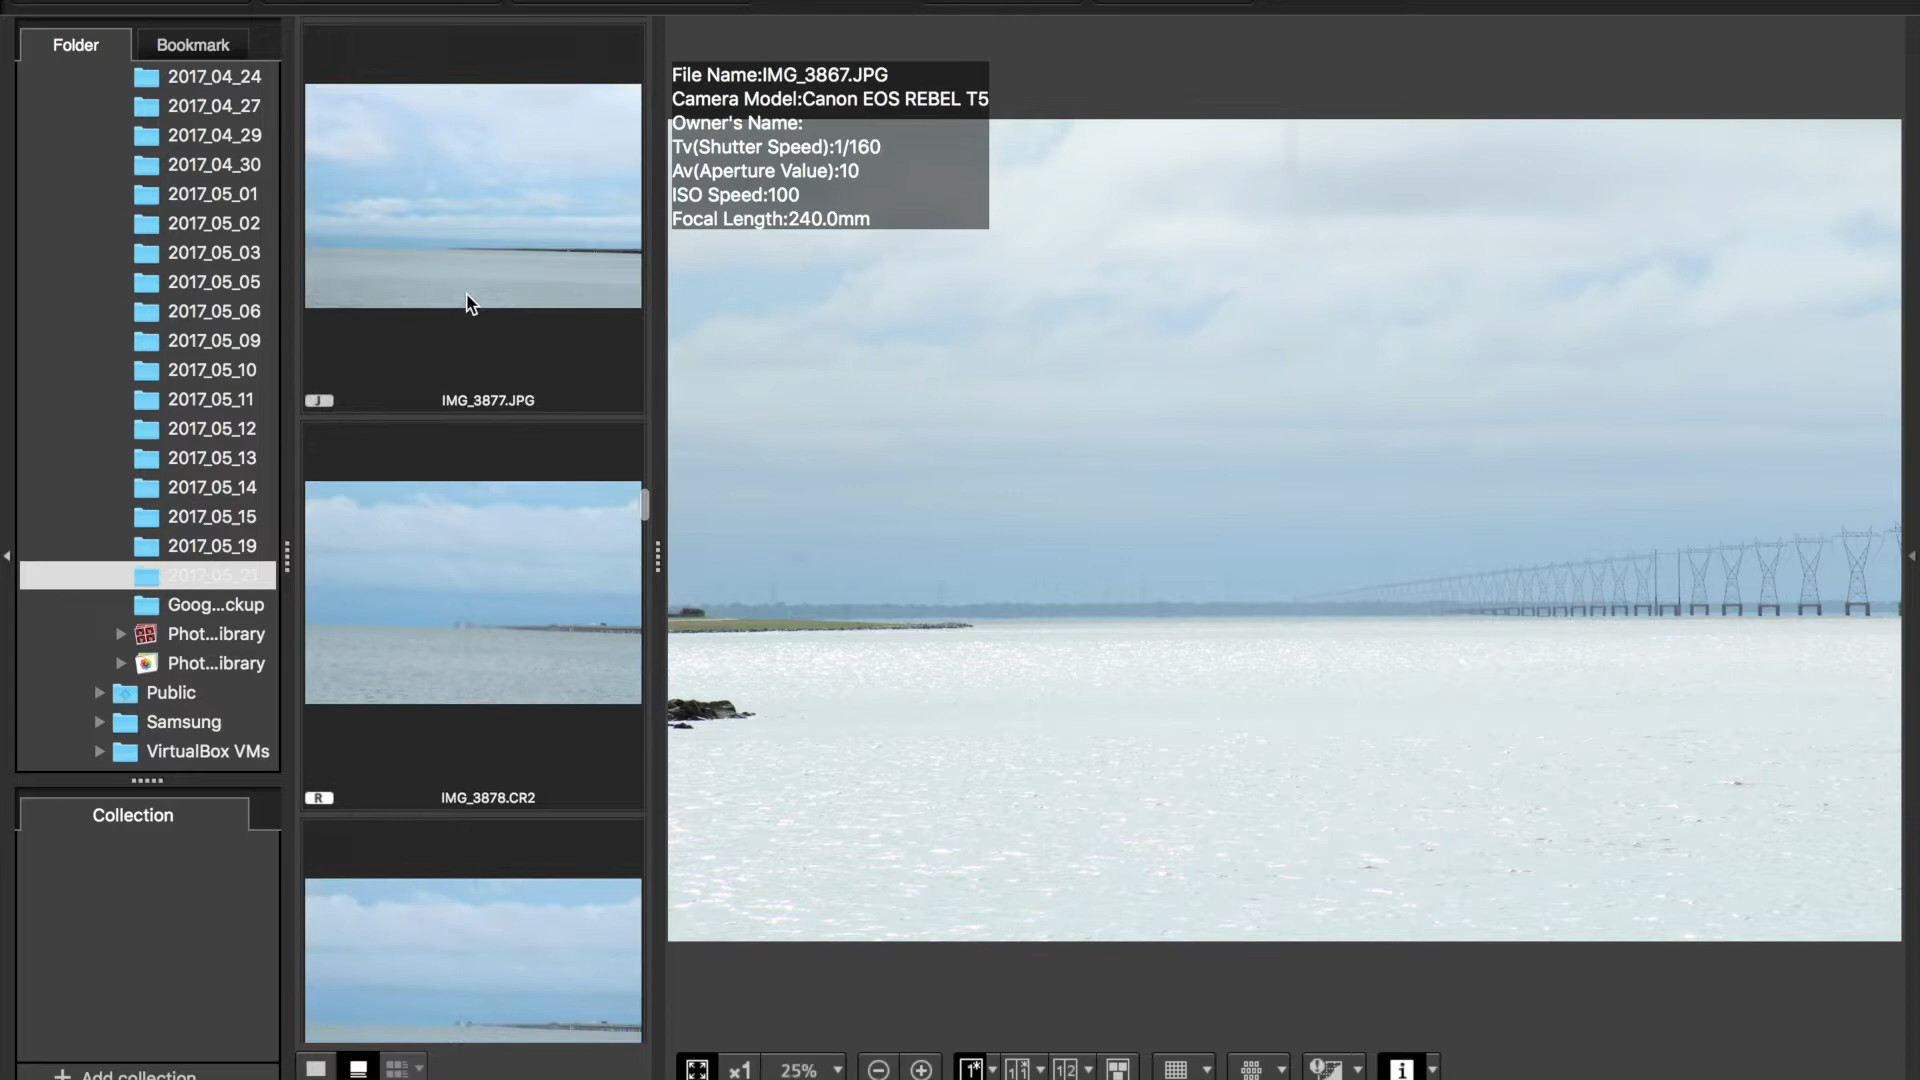 Folder
Bookmark
2017_04_24
2017_04_27
2017_04_29
2017_04_30
2017_05_01
2017_05_02
2017_05_03
2017_05_05
2017_05_06
2017_05_09
2017_05_10
2017_05_11
2017_05_12
2017_05_13
2017_05_14
2017_05_15
2017_05_19
2017_05_21
Goog...ckup
Phot...ibrary
Phot...ibrary
Public
Samsung
VirtualBox VMs
Collection
Add collection
J
IMG_3877.JPG
R
IMG_3878.CR2
File Name:IMG_3867.JPG
Camera Model:Canon EOS REBEL T5
Owner's Name:
Tv(Shutter Speed):1/160
Av(Aperture Value):10
ISO Speed:100
Focal Length:240.0mm
x1
25%